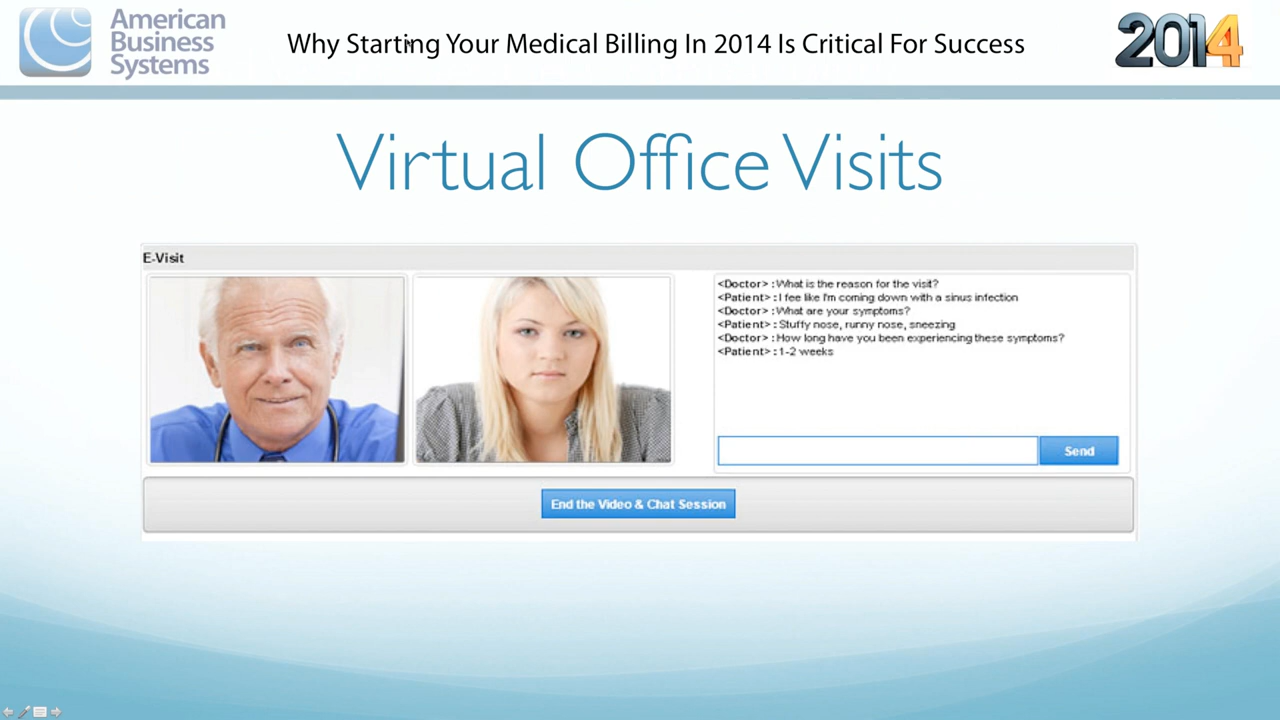 American
Business
Systems
Why Starting Your Medical Billing In 2014 Is Critical For Success
2014
Virtual Office Visits
E-Visit
<Doctor> : What is the reason for the visit?
<Patient> : I fee like I'm coming down with a sinus infection
<Doctor> : What are your symptoms?
<Patient> : Stuffy nose, runny nose, sneezing
<Doctor> : How long have you been experiencing these symptoms?
<Patient> : 1-2 weeks
Send
End the Video & Chat Session